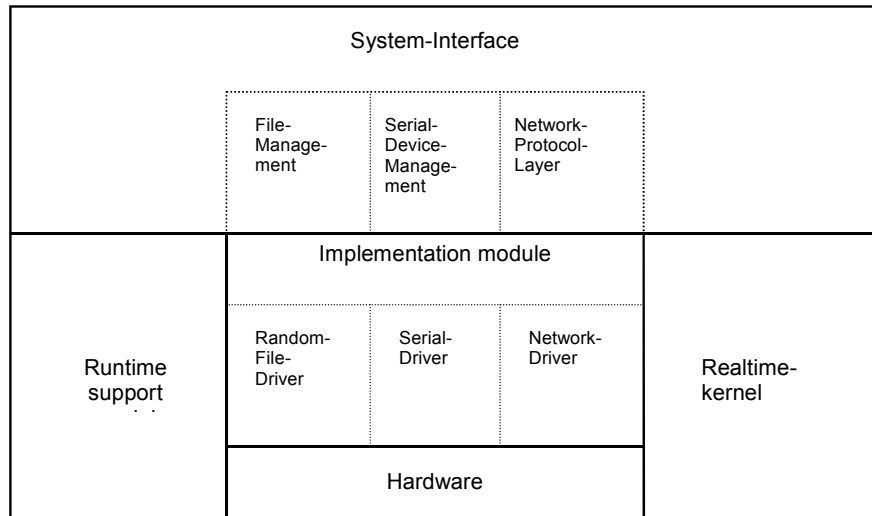 System-Interface
File-
Manage-
ment
Serial-
Device-
Manage-
ment
Network-
Protocol-
Layer
Implementation module
Random-
File-
Driver
Serial-
Driver
Network-
Driver
Runtime
support
Realtime-
kernel
Hardware